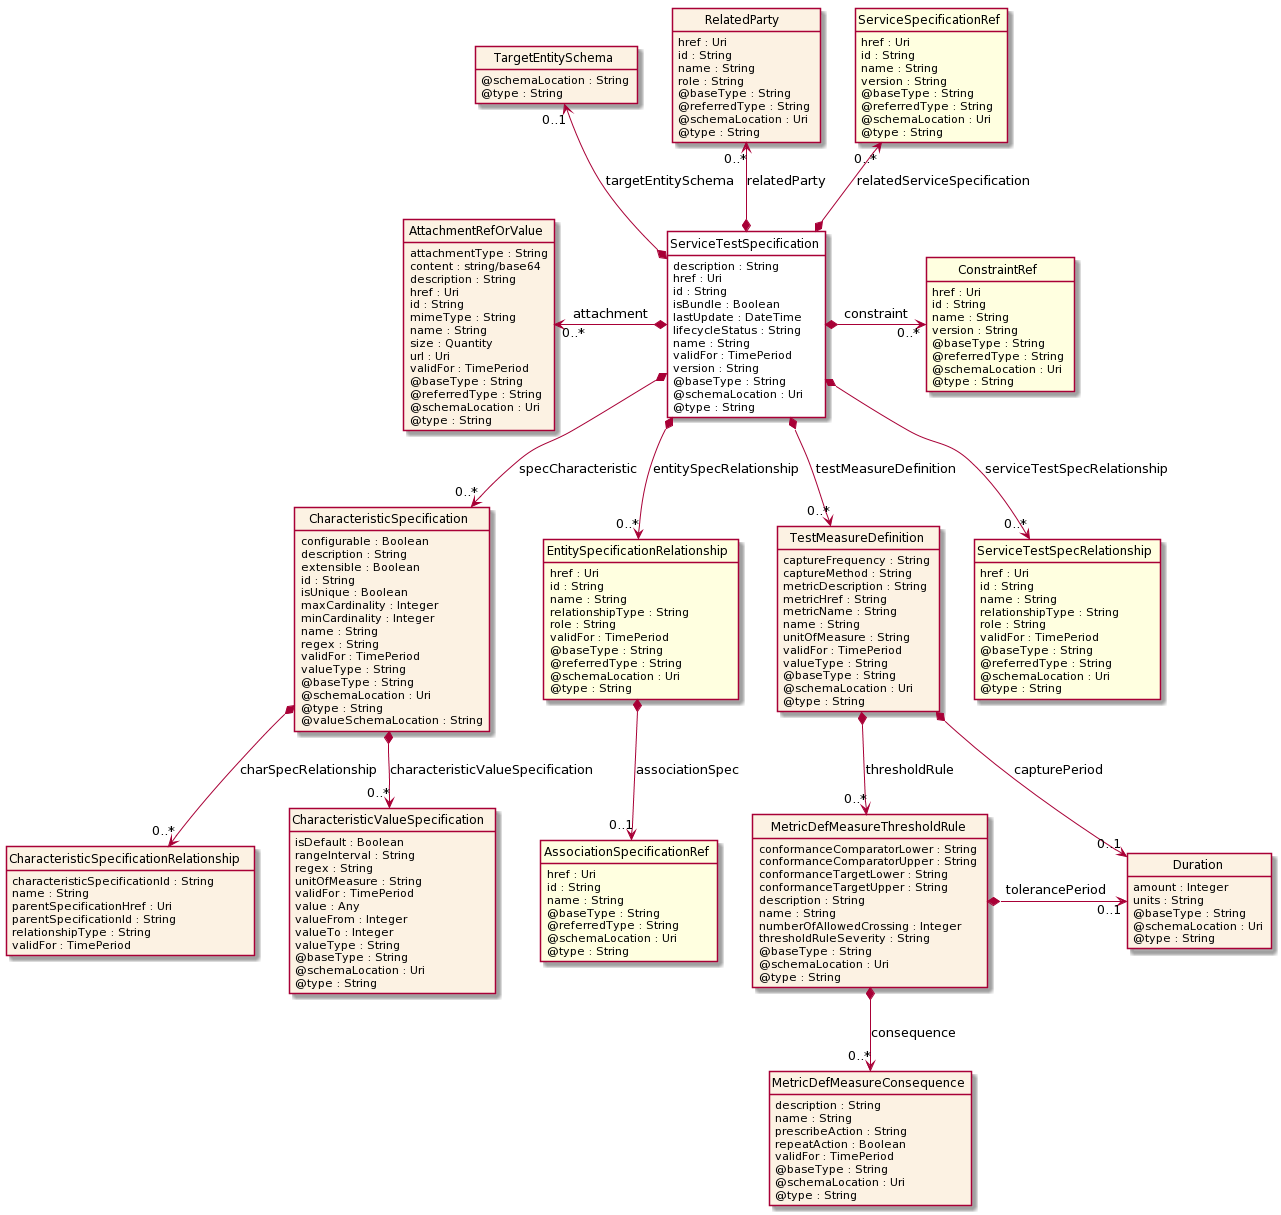 RelatedParty
href : Uri
id : String
name : String
role : String
@baseType : String
@referredType : String
@schemaLocation : Uri
@type : String
ServiceSpecificationRef
href : Uri
id : String
name : String
version : String
@baseType : String
@referredType : String
@schemaLocation : Uri
@type : String
TargetEntitySchema
@schemaLocation : String
@type : String
0..1
0..*
0..*
targetEntitySchema
relatedParty
relatedServiceSpecification
AttachmentRefOrValue
attachmentType : String
content : string/base64
description : String
href : Uri
id : String
mimeType : String
name : String
size : Quantity
url : Uri
validFor : TimePeriod
@baseType : String
@referredType : String
@schemaLocation : Uri
@type : String
attachment
0..*
ServiceTestSpecification
description : String
href : Uri
id : String
isBundle : Boolean
lastUpdate : DateTime
lifecycleStatus : String
name : String
validFor : TimePeriod
version : String
@baseType : String
@schemaLocation : Uri
@type : String
constraint
0..*
ConstraintRef
href : Uri
id : String
name : String
version : String
@baseType : String
@referredType : String
@schemaLocation : Uri
@type : String
specCharacteristic
entitySpecRelationship
testMeasureDefinition
serviceTestSpecRelationship
0..*
0..*
0..*
0..*
CharacteristicSpecification
configurable : Boolean
description : String
extensible : Boolean
id : String
isUnique : Boolean
maxCardinality : Integer
minCardinality : Integer
name : String
regex : String
validFor : TimePeriod
valueType : String
@baseType : String
@schemaLocation : Uri
@type : String
@valueSchemaLocation : String
EntitySpecificationRelationship
href : Uri
id : String
name : String
relationshipType : String
role : String
validFor : TimePeriod
@baseType : String
@referredType : String
@schemaLocation : Uri
@type : String
TestMeasureDefinition
captureFrequency : String
captureMethod : String
metricDescription : String
metricHref : String
metricName : String
name : String
unitOfMeasure : String
validFor : TimePeriod
valueType : String
@baseType : String
@schemaLocation : Uri
@type : String
ServiceTestSpecRelationship
href : Uri
id : String
name : String
relationshipType : String
role : String
validFor : TimePeriod
@baseType : String
@referredType : String
@schemaLocation : Uri
@type : String
charSpecRelationship
characteristicValueSpecification
associationSpec
thresholdRule
capturePeriod
0..*
0..*
0..1
0..*
0..1
CharacteristicSpecificationRelationship
characteristicSpecificationId : String
name : String
parentSpecificationHref : Uri
parentSpecificationId : String
relationshipType : String
validFor : TimePeriod
CharacteristicValueSpecification
isDefault : Boolean
rangeInterval : String
regex : String
unitOfMeasure : String
validFor : TimePeriod
value : Any
valueFrom : Integer
valueTo : Integer
valueType : String
@baseType : String
@schemaLocation : Uri
@type : String
AssociationSpecificationRef
href : Uri
id : String
name : String
@baseType : String
@referredType : String
@schemaLocation : Uri
@type : String
MetricDefMeasureThresholdRule
conformanceComparatorLower : String
conformanceComparatorUpper : String
conformanceTargetLower : String
conformanceTargetUpper : String
description : String
name : String
numberOfAllowedCrossing : Integer
thresholdRuleSeverity : String
@baseType : String
@schemaLocation : Uri
@type : String
tolerancePeriod
0..1
Duration
amount : Integer
units : String
@baseType : String
@schemaLocation : Uri
@type : String
consequence
0..*
MetricDefMeasureConsequence
description : String
name : String
prescribeAction : String
repeatAction : Boolean
validFor : TimePeriod
@baseType : String
@schemaLocation : Uri
@type : String